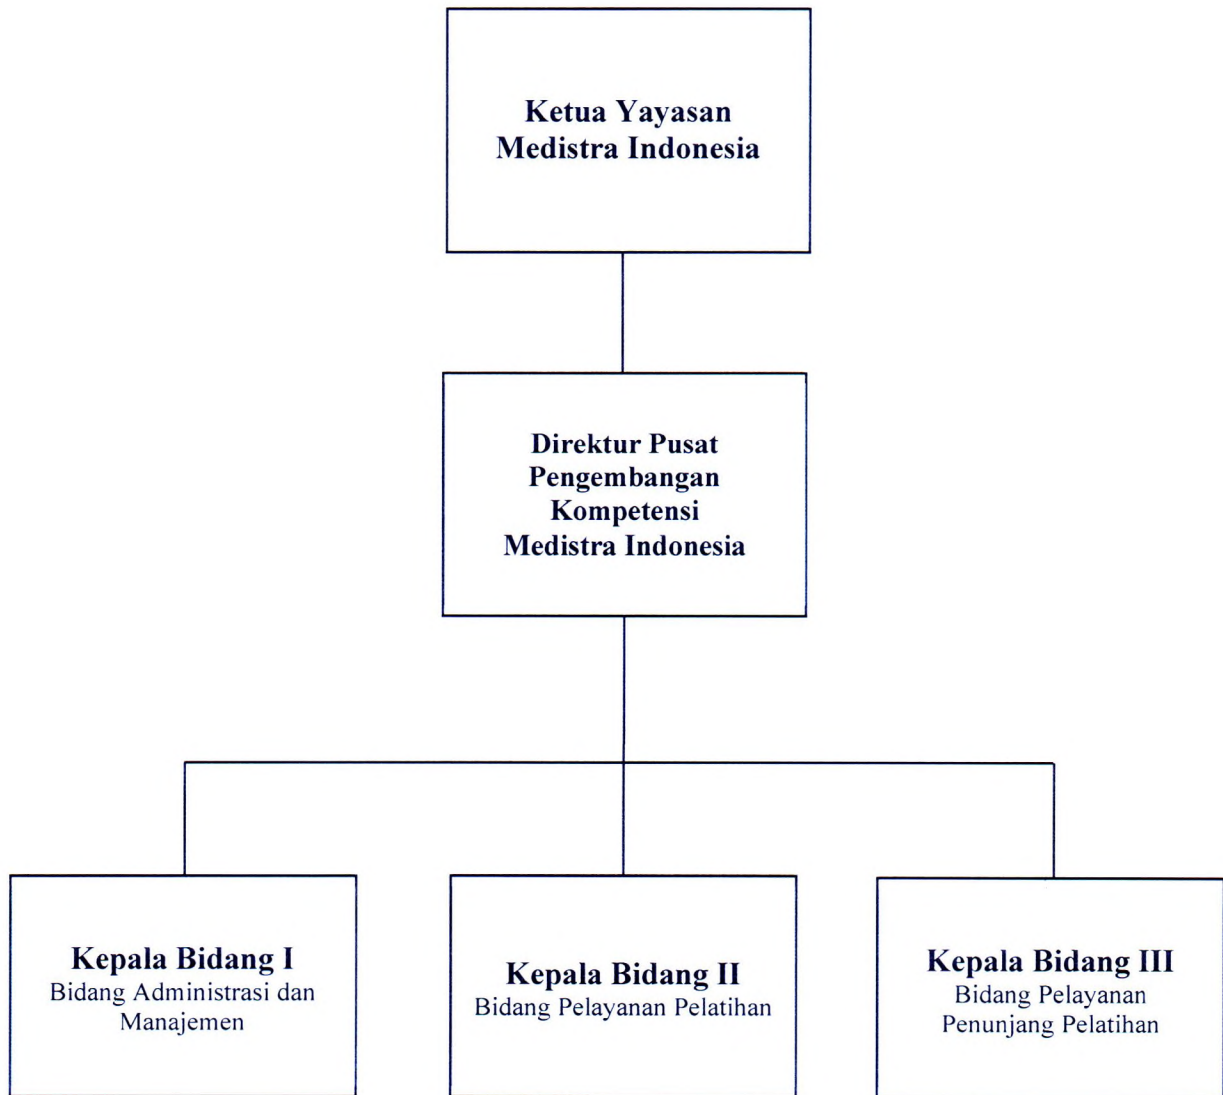 Ketua Yayasan
Medistra Indonesia
Direktur Pusat
Pengembangan
Kompetensi
Medistra Indonesia
Kepala Bidang I
Bidang Administrasi dan
Manajemen
Kepala Bidang II
Bidang Pelayanan Pelatihan
Kepala Bidang III
Bidang Pelayanan
Penunjang Pelatihan